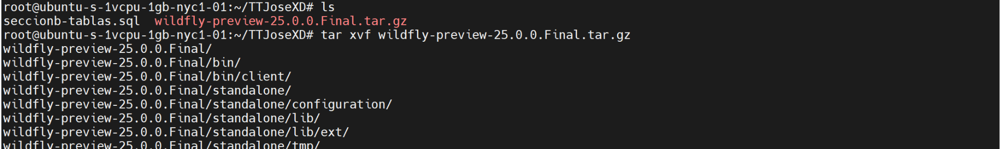 root@ubuntu-s-1vcpu-1gb-nyc1-01:~/TTJoseXD# ls
seccionb-tablas.sql  wildfly-preview-25.0.0.Final.tar.gz
root@ubuntu-s-1vcpu-1gb-nyc1-01:~/TTJoseXD# tar xvf wildfly-preview-25.0.0.Final.tar.gz
wildfly-preview-25.0.0.Final/
wildfly-preview-25.0.0.Final/bin/
wildfly-preview-25.0.0.Final/bin/client/
wildfly-preview-25.0.0.Final/standalone/
wildfly-preview-25.0.0.Final/standalone/configuration/
wildfly-preview-25.0.0.Final/standalone/lib/
wildfly-preview-25.0.0.Final/standalone/lib/ext/
wildfly-preview-25.0.0.Final/standalone/tmp/